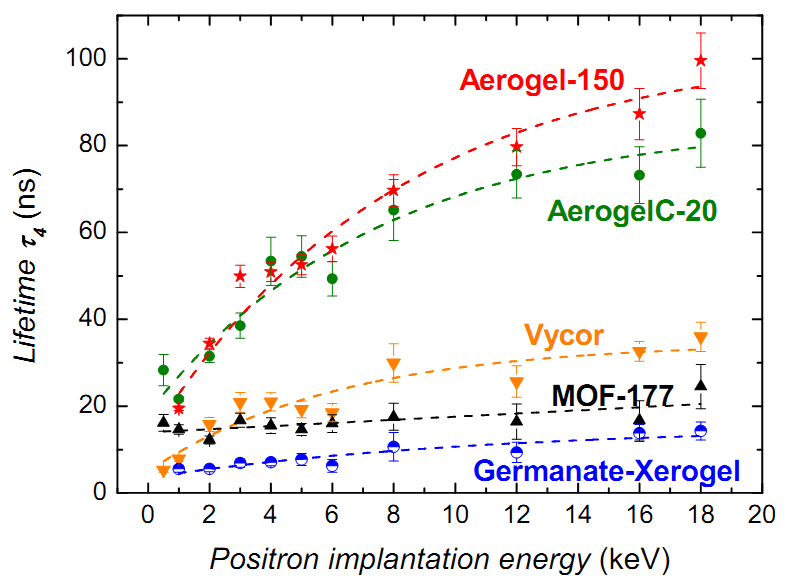 100
80
60
40
20
0
Lifetime τ4 (ns)
Aerogel-150
AerogelC-20
Vycor
MOF-177
Germanate-Xerogel
0 2 4 6 8 10 12 14 16 18 20
Positron implantation energy (keV)